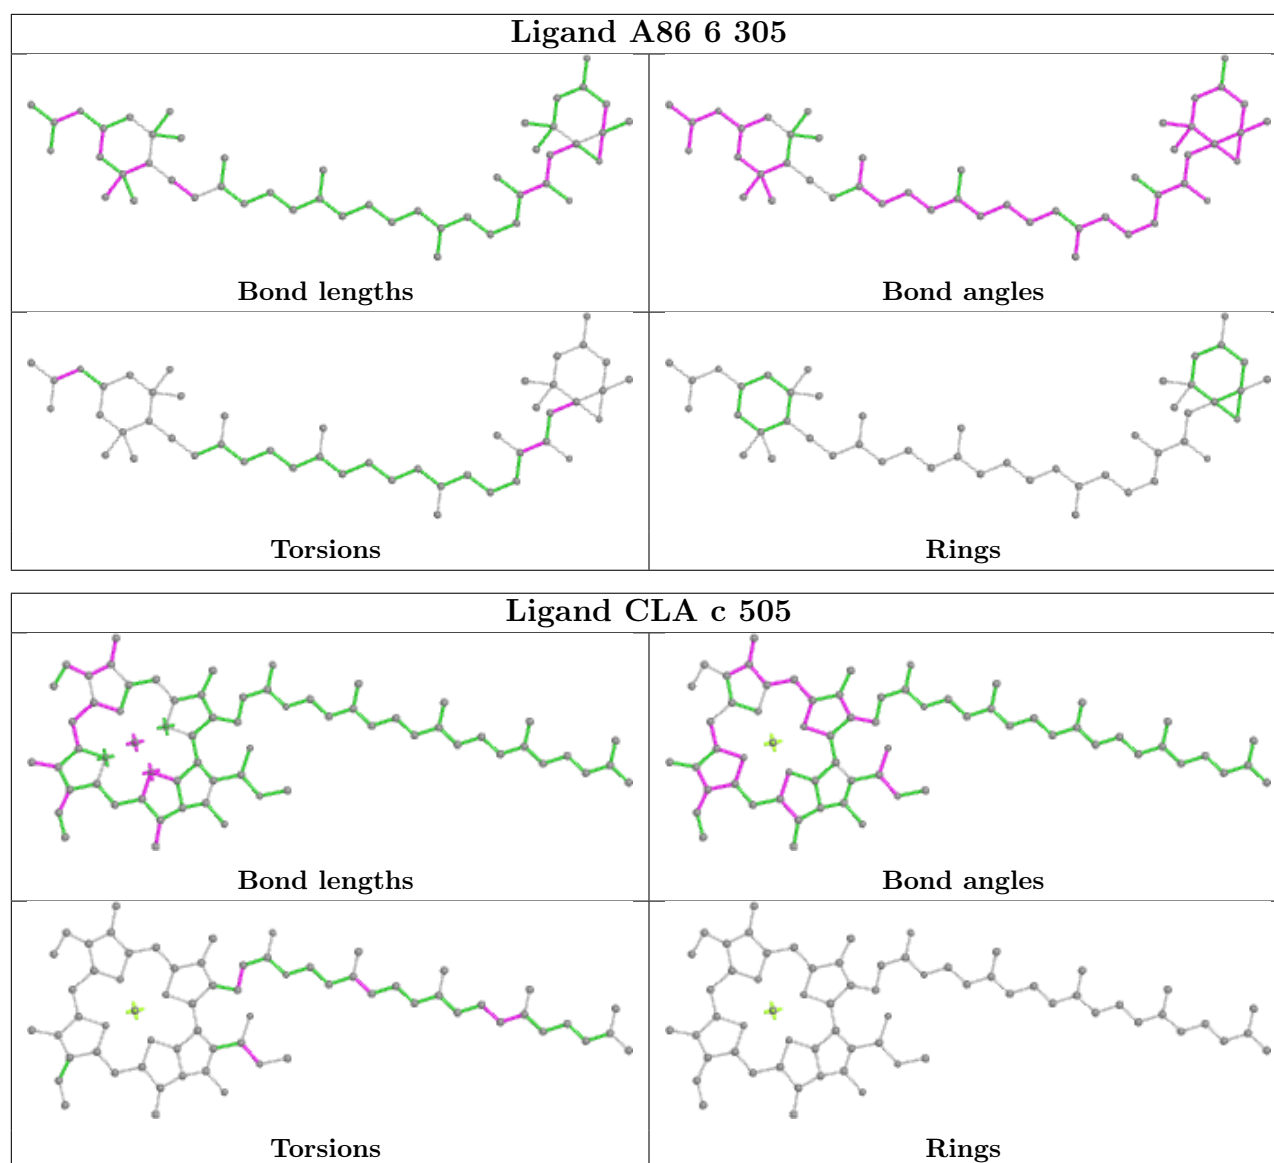 Ligand A86 6 305
Bond lengths
Bond angles
Torsions
Rings
Ligand CLA c 505
Bond lengths
Bond angles
Torsions
Rings